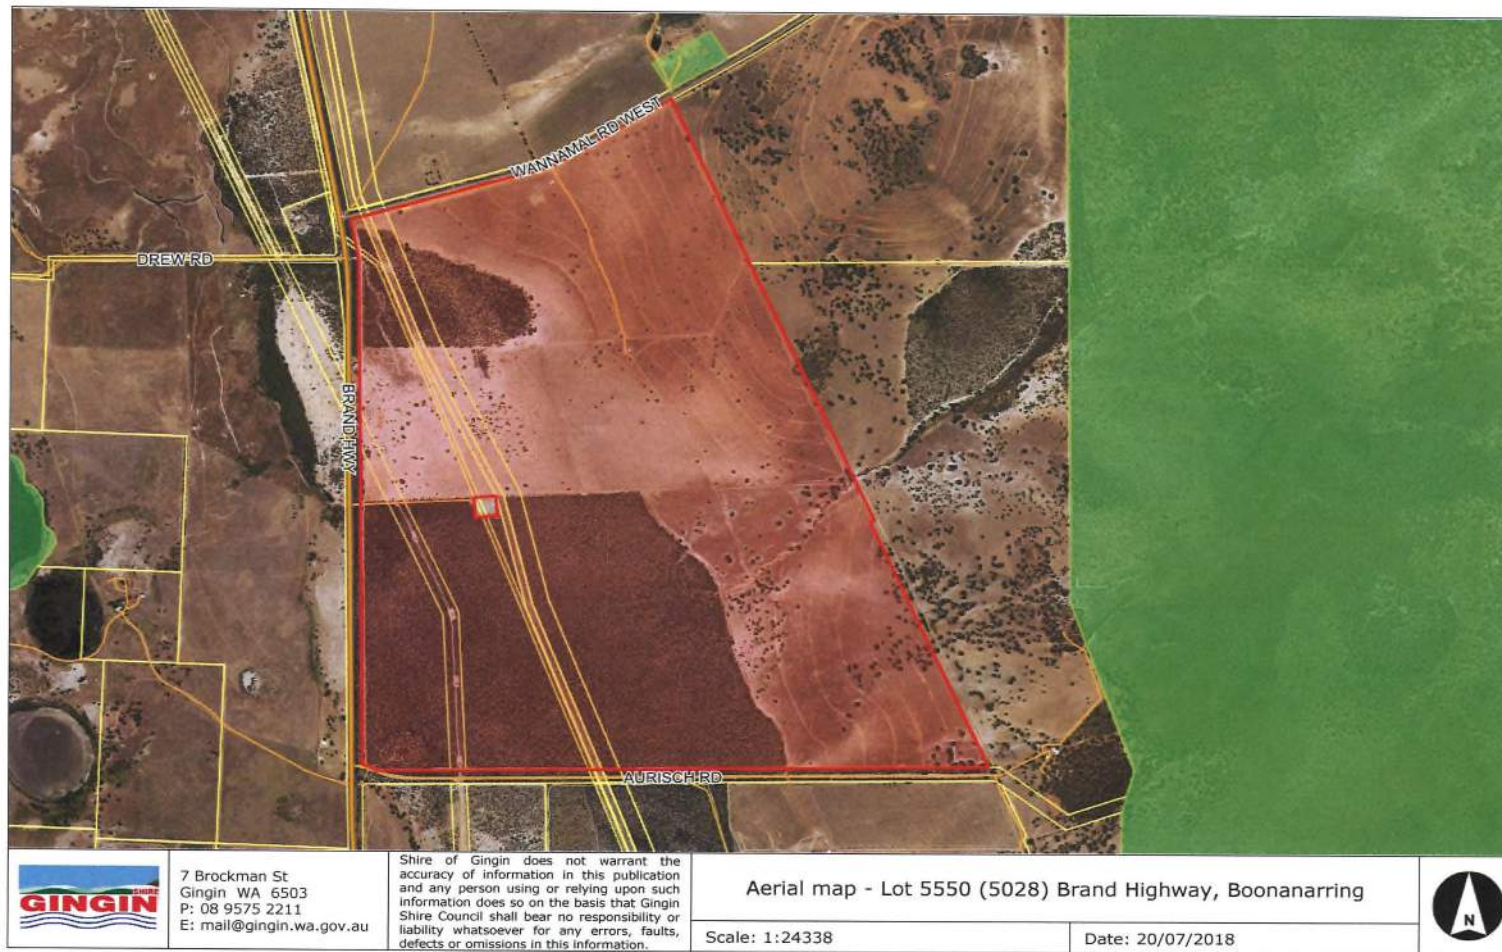 WANNAMAL RD WEST
DREW RD
BRAND HWY
AURISCH RD
SHIRE
GINGIN
7 Brockman St
Gingin WA 6503
P: 08 9575 2211
E: mail@gingin.wa.gov.au
Shire of Gingin does not warrant the
accuracy of information in this publication
and any person using or relying upon such
information does so on the basis that Gingin
Shire Council shall bear no responsibility or
liability whatsoever for any errors, faults,
defects or omissions in this information.
Aerial map - Lot 5550 (5028) Brand Highway, Boonanarring
Scale: 1:24338
Date: 20/07/2018
N